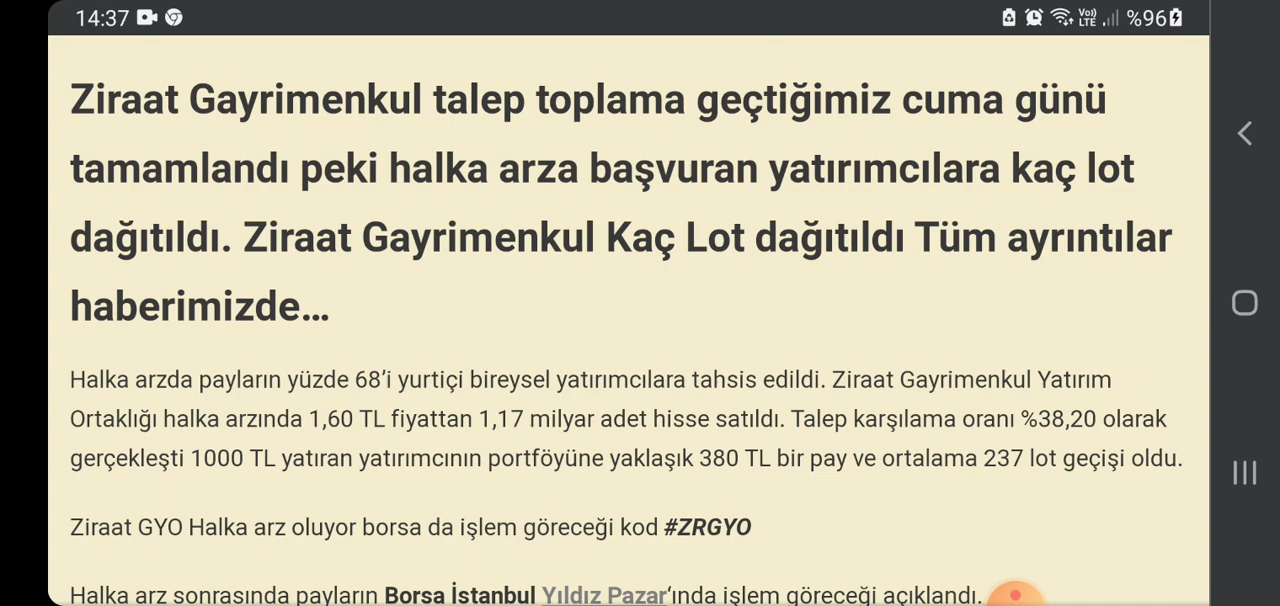 14:37
Vo)) LTE %96
Ziraat Gayrimenkul talep toplama geçtiğimiz cuma günü
tamamlandı peki halka arza başvuran yatırımcılara kaç lot
dağıtıldı. Ziraat Gayrimenkul Kaç Lot dağıtıldı Tüm ayrıntılar
haberimizde...
Halka arzda payların yüzde 68’i yurtiçi bireysel yatırımcılara tahsis edildi. Ziraat Gayrimenkul Yatırım
Ortaklığı halka arzında 1,60 TL fiyattan 1,17 milyar adet hisse satıldı. Talep karşılama oranı %38,20 olarak
gerçekleşti 1000 TL yatıran yatırımcının portföyüne yaklaşık 380 TL bir pay ve ortalama 237 lot geçişi oldu.
Ziraat GYO Halka arz oluyor borsa da işlem göreceği kod #ZRGYO
Halka arz sonrasında payların Borsa İstanbul Yıldız Pazar‘ında işlem göreceği açıklandı.